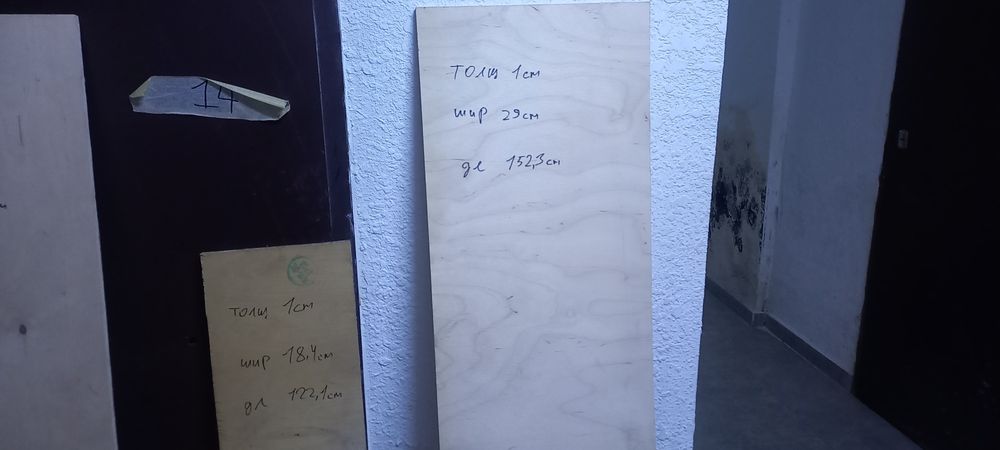 14
толщ 1см
шир 18,4см
дл 122,1см
толщ 1см
шир 29см
дл 152,3см